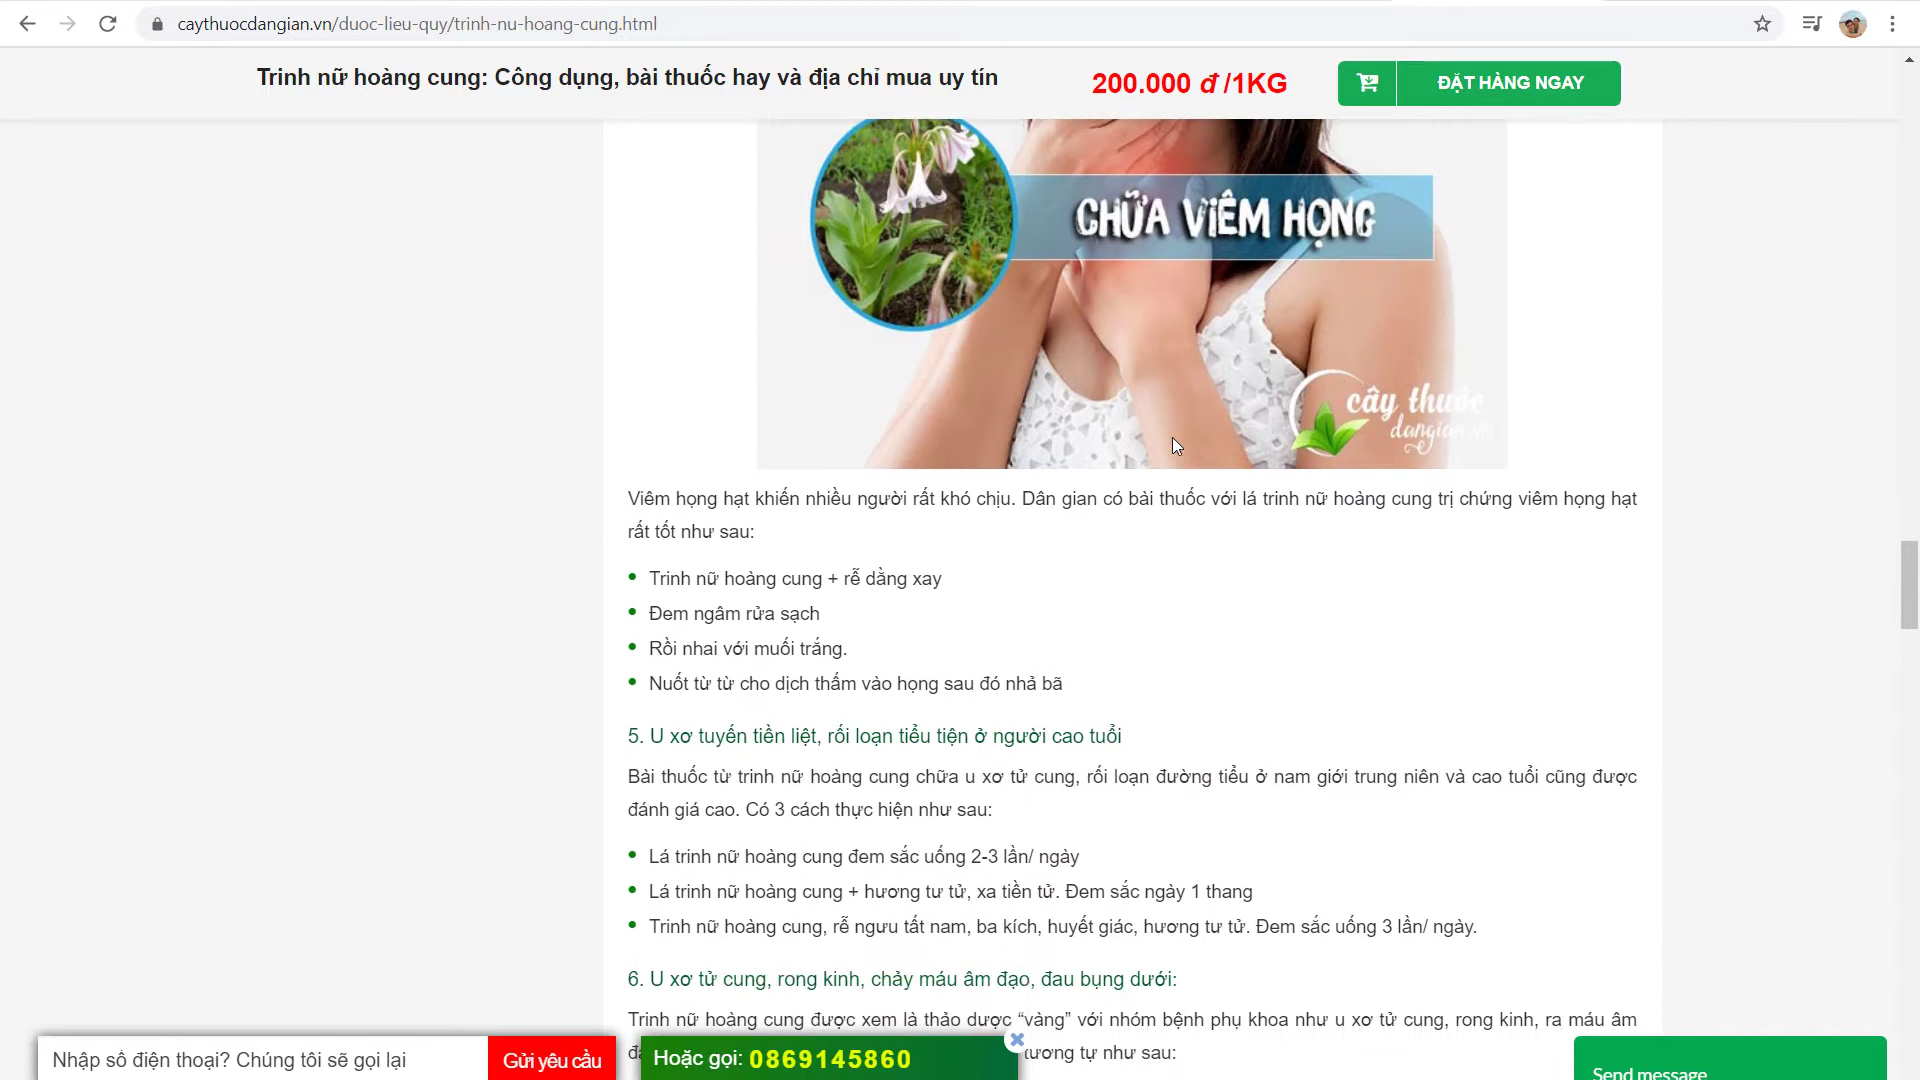 caythuocdangian.vn/duoc-lieu-quy/trinh-nu-hoang-cung.html
Trinh nữ hoàng cung: Công dụng, bài thuốc hay và địa chỉ mua uy tín
200.000 đ /1KG
ĐẶT HÀNG NGAY
CHỮA VIÊM HỌNG
cây thuốc
dangian.vn
Viêm họng hạt khiến nhiều người rất khó chịu. Dân gian có bài thuốc với lá trinh nữ hoàng cung trị chứng viêm họng hạt
rất tốt như sau:
Trinh nữ hoàng cung + rễ dằng xay
Đem ngâm rửa sạch
Rồi nhai với muối trắng.
Nuốt từ từ cho dịch thấm vào họng sau đó nhả bã
5. U xơ tuyến tiền liệt, rối loạn tiểu tiện ở người cao tuổi
Bài thuốc từ trinh nữ hoàng cung chữa u xơ tử cung, rối loạn đường tiểu ở nam giới trung niên và cao tuổi cũng được
đánh giá cao. Có 3 cách thực hiện như sau:
Lá trinh nữ hoàng cung đem sắc uống 2-3 lần/ ngày
Lá trinh nữ hoàng cung + hương tư tử, xa tiền tử. Đem sắc ngày 1 thang
Trinh nữ hoàng cung, rễ ngưu tất nam, ba kích, huyết giác, hương tư tử. Đem sắc uống 3 lần/ ngày.
6. U xơ tử cung, rong kinh, chảy máu âm đạo, đau bụng dưới:
Trinh nữ hoàng cung được xem là thảo dược “vàng” với nhóm bệnh phụ khoa như u xơ tử cung, rong kinh, ra máu âm
tương tự như sau:
Nhập số điện thoại? Chúng tôi sẽ gọi lại
Gửi yêu cầu
Hoặc gọi: 0869145860
Send message